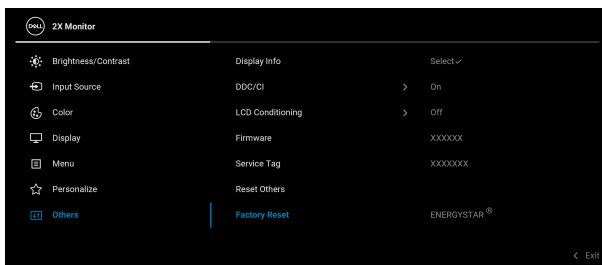 DELL 2X Monitor
Brightness/Contrast Display Info Select
Input Source DDC/CI > On
Color LCD Conditioning > Off
Display Firmware XXXXXX
Menu Service Tag XXXXXXX
Personalize Reset Others
Others Factory Reset ENERGYSTAR ®
< Exit